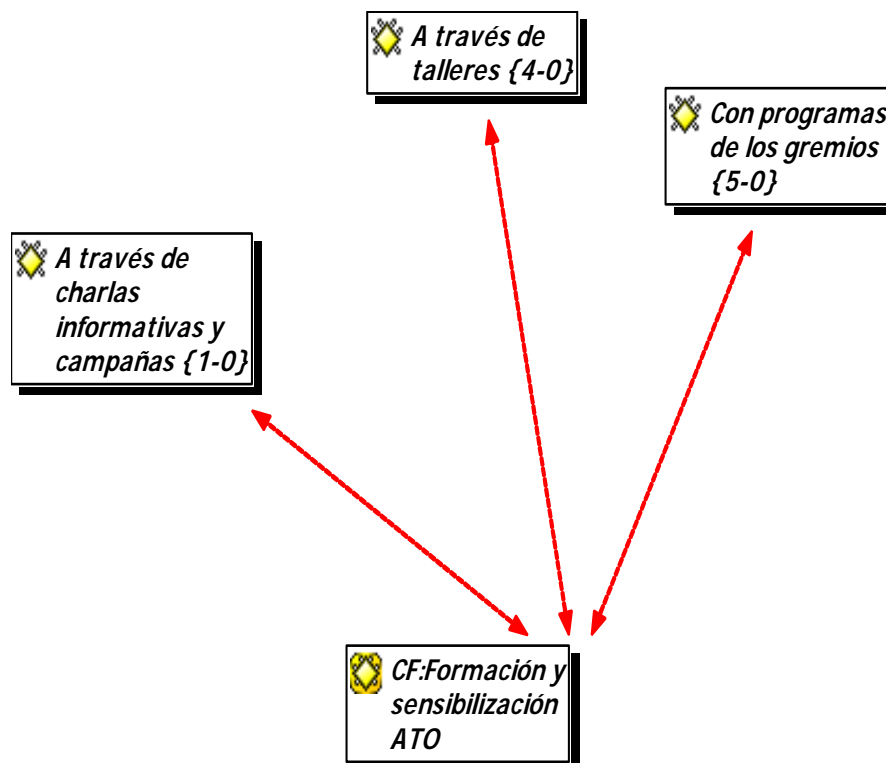 A través de
talleres {4-0}
Con programas
de los gremios
{5-0}
A través de
charlas
informativas y
campañas {1-0}
CF:Formación y
sensibilización
ATO